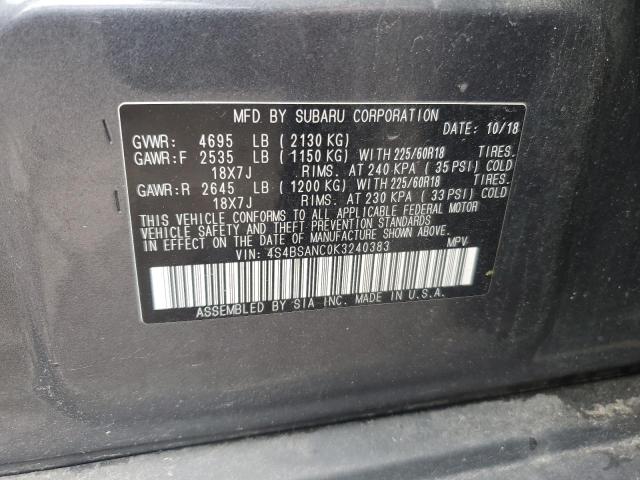 MFD BY SUBARU CORPORATION
DATE: 10/18
GVWR: 4695 LB (2130 KG)
GAWR:F 2535 LB (1150 KG) WITH 225/60R18 TIRES.
18X7J RIMS. AT 240 KPA (35 PSI) COLD
GAWR:R 2645 LB (1200 KG) WITH 225/60R18 TIRES.
18X7J RIMS. AT 230 KPA (33 PSI) COLD
THIS VEHICLE CONFORMS TO ALL APPLICABLE FEDERAL MOTOR
VEHICLE SAFETY AND THEFT PREVENTION STANDARDS
IN EFFECT ON THE DATE OF MANUFACTURE SHOWN ABOVE.
VIN: 4S4BSANC0K3240383 MPV
ASSEMBLED BY SIA INC. MADE IN U.S.A.